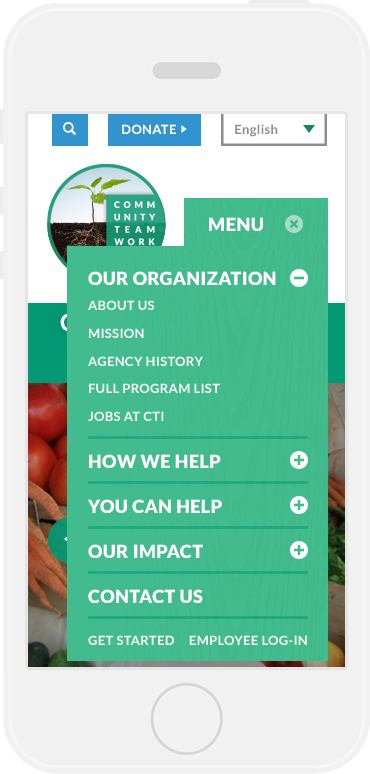 DONATE
English
COMM
UNITY
TEAM
WORK
MENU
OUR ORGANIZATION
ABOUT US
MISSION
AGENCY HISTORY
FULL PROGRAM LIST
JOBS AT CTI
HOW WE HELP
YOU CAN HELP
OUR IMPACT
CONTACT US
GET STARTED EMPLOYEE LOG-IN